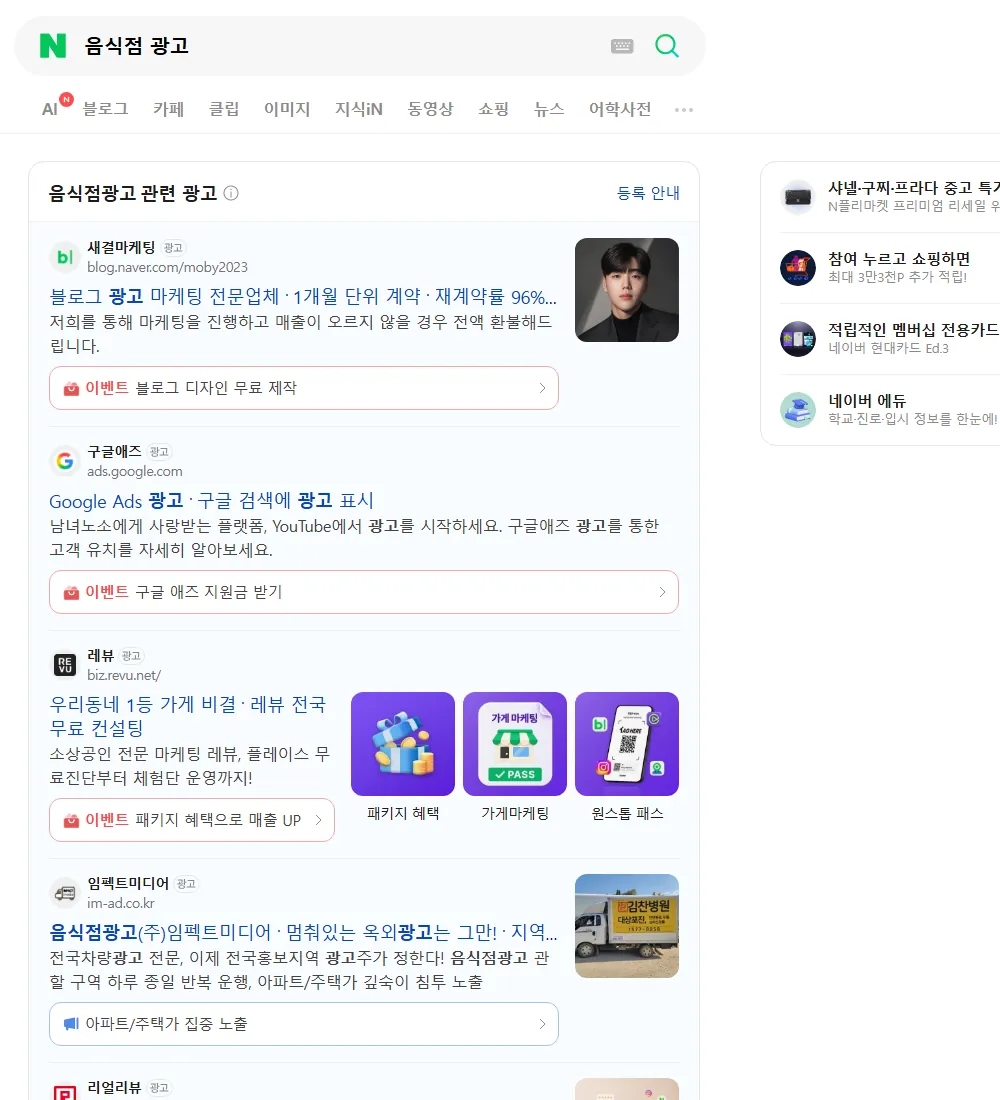 음식점 광고
AI N 블로그 카페 클립 이미지 지식iN 동영상 쇼핑 뉴스 어학사전
음식점광고 관련 광고
등록 안내
새결마케팅 광고
blog.naver.com/moby2023
블로그 광고 마케팅 전문업체 · 1개월 단위 계약 · 재계약률 96%...
저희를 통해 마케팅을 진행하고 매출이 오르지 않을 경우 전액 환불해드
립니다.
이벤트 블로그 디자인 무료 제작
구글애즈 광고
ads.google.com
Google Ads 광고 · 구글 검색에 광고 표시
남녀노소에게 사랑받는 플랫폼, YouTube에서 광고를 시작하세요. 구글애즈 광고를 통한
고객 유치를 자세히 알아보세요.
이벤트 구글 애즈 지원금 받기
REVU
레뷰 광고
biz.revu.net/
우리동네 1등 가게 비결 · 레뷰 전국
무료 컨설팅
소상공인 전문 마케팅 레뷰, 플레이스 무
료진단부터 체험단 운영까지!
이벤트 패키지 혜택으로 매출 UP
가게 마케팅
PASS
패키지 혜택
가게마케팅
원스톱 패스
임펙트미디어 광고
im-ad.co.kr
음식점광고(주)임펙트미디어 · 멈춰있는 옥외광고는 그만! · 지역...
전국차량광고 전문, 이제 전국홍보지역 광고주가 정한다! 음식점광고 관
할 구역 하루 종일 반복 운행, 아파트/주택가 깊숙이 침투 노출
김찬병원
대상포진,
1577-8858
아파트/주택가 집중 노출
리얼리뷰 광고
샤넬·구찌·프라다 중고 특가
N플리마켓 프리미엄 리세일 위
참여 누르고 쇼핑하면
최대 3만3천P 추가 적립!
적립적인 멤버십 전용카드
네이버 현대카드 Ed.3
네이버 에듀
학교·진로·입시 정보를 한눈에!